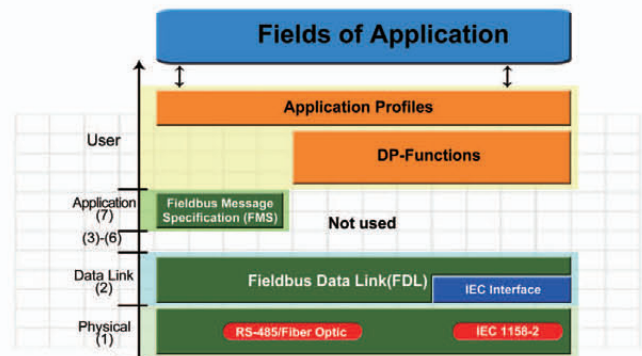 Fields of Application
Application Profiles
User
DP-Functions
Application
(7)
Fieldbus Message
Specification (FMS)
Not used
(3)-(6)
Data Link
(2)
Fieldbus Data Link(FDL)
IEC Interface
Physical
(1)
RS-485/Fiber Optic
IEC 1158-2